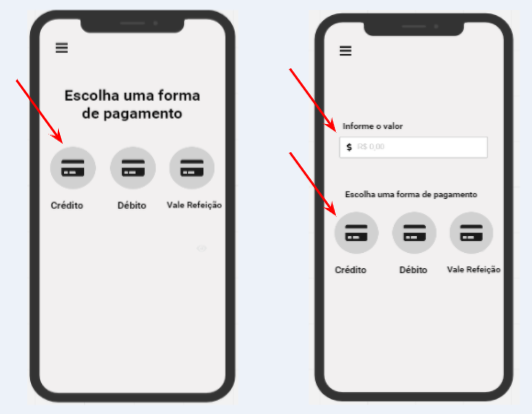 Escolha uma forma
de pagamento
Crédito
Débito
Vale Refeição
Informe o valor
$ R$ 0,00
Escolha uma forma de pagamento
Crédito
Débito
Vale Refeição